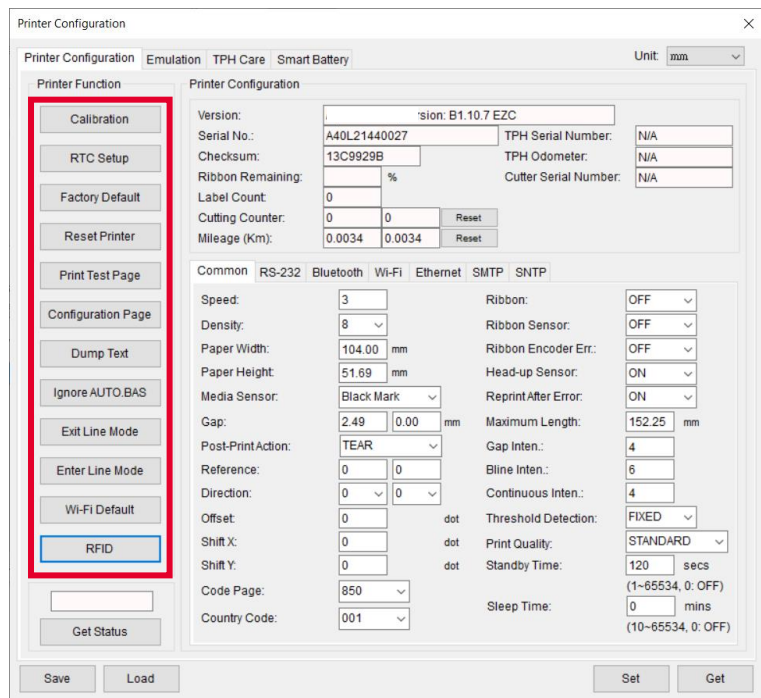 Printer Configuration
Printer Configuration Emulation TPH Care Smart Battery Unit: mm
Printer Function
Calibration
RTC Setup
Factory Default
Reset Printer
Print Test Page
Configuration Page
Dump Text
Ignore AUTO.BAS
Exit Line Mode
Enter Line Mode
Wi-Fi Default
RFID
Get Status
Printer Configuration
Version: rsion: B1.10.7 EZC
Serial No.: A40L21440027 TPH Serial Number: N/A
Checksum: 13C9929B TPH Odometer: N/A
Ribbon Remaining: % Cutter Serial Number: N/A
Label Count: 0
Cutting Counter: 0 0 Reset
Mileage (Km): 0.0034 0.0034 Reset
Common RS-232 Bluetooth Wi-Fi Ethernet SMTP SNTP
Speed: 3 Ribbon: OFF
Density: 8 Ribbon Sensor: OFF
Paper Width: 104.00 mm Ribbon Encoder Err.: OFF
Paper Height: 51.69 mm Head-up Sensor: ON
Media Sensor: Black Mark Reprint After Error: ON
Gap: 2.49 0.00 mm Maximum Length: 152.25 mm
Post-Print Action: TEAR Gap Inten.: 4
Reference: 0 0 Bline Inten.: 6
Direction: 0 0 Continuous Inten.: 4
Offset: 0 dot Threshold Detection: FIXED
Shift X: 0 dot Print Quality: STANDARD
Shift Y: 0 dot Standby Time: 120 secs
(1~65534, 0: OFF)
Code Page: 850
Sleep Time: 0 mins
Country Code: 001
(10~65534, 0: OFF)
Save Load Set Get